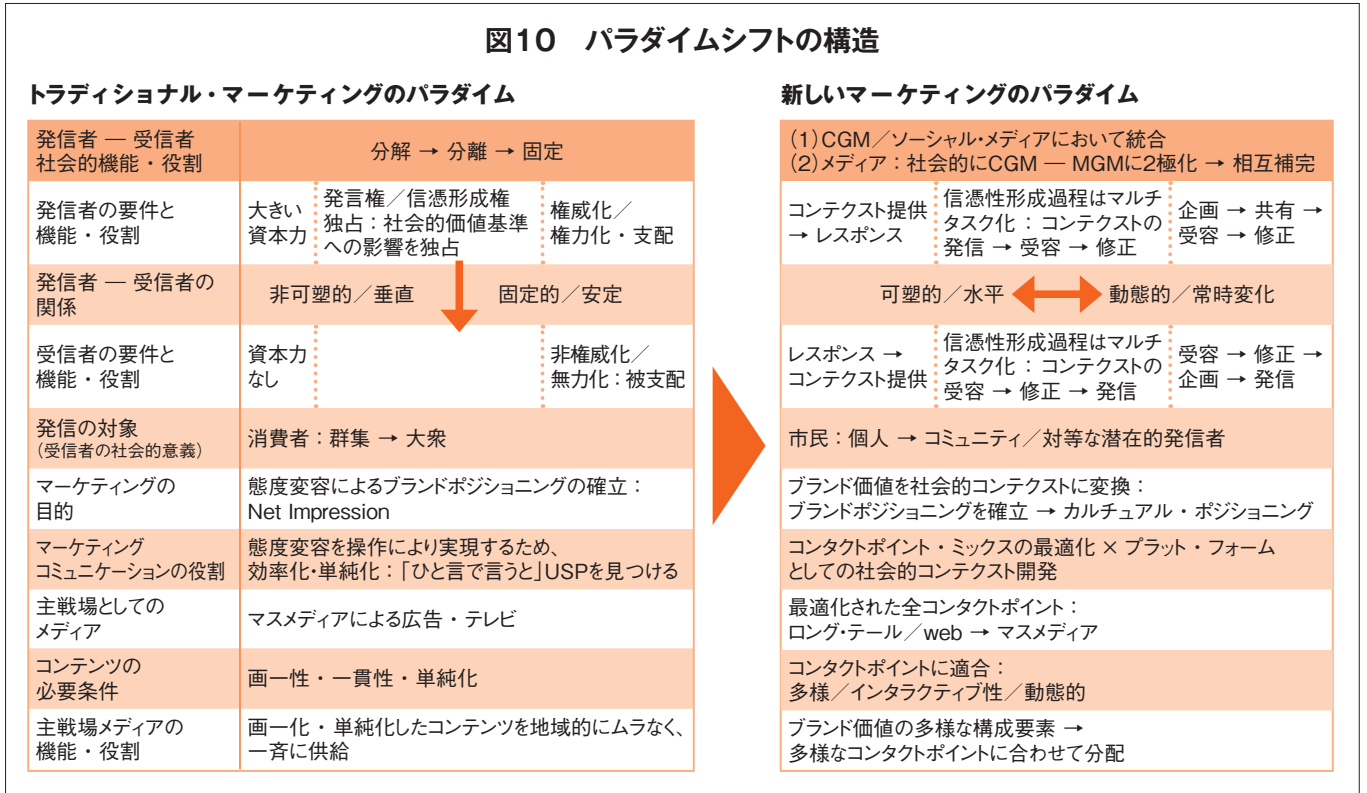 図10 パラダイムシフトの構造
トラディショナル・マーケティングのパラダイム
発信者 ― 受信者
社会的機能・役割
分解 → 分離 → 固定
発信者の要件と
機能・役割
大きい
資本力
発言権／信憑形成権
独占：社会的価値基準
への影響を独占
権威化／
権力化・支配
発信者 ― 受信者の
関係
非可塑的／垂直
固定的／安定
受信者の要件と
機能・役割
資本力
なし
非権威化／
無力化：被支配
発信の対象
(受信者の社会的意義)
消費者：群集 → 大衆
マーケティングの
目的
態度変容によるブランドポジショニングの確立：
Net Impression
マーケティング
コミュニケーションの役割
態度変容を操作により実現するため、
効率化・単純化：「ひと言で言うと」USPを見つける
主戦場としての
メディア
マスメディアによる広告・テレビ
コンテンツの
必要条件
画一性・一貫性・単純化
主戦場メディアの
機能・役割
画一化・単純化したコンテンツを地域的にムラなく、
一斉に供給
新しいマーケティングのパラダイム
(1)CGM／ソーシャル・メディアにおいて統合
(2)メディア：社会的にCGM ― MGMに2極化 → 相互補完
コンテクスト提供
→ レスポンス
信憑性形成過程はマルチ
タスク化：コンテクストの
発信 → 受容 → 修正
企画 → 共有 →
受容 → 修正
可塑的／水平
動態的／常時変化
レスポンス →
コンテクスト提供
信憑性形成過程はマルチ
タスク化：コンテクストの
受容 → 修正 → 発信
受容 → 修正 →
企画 → 発信
市民：個人 → コミュニティ／対等な潜在的発信者
ブランド価値を社会的コンテクストに変換：
ブランドポジショニングを確立 → カルチュアル・ポジショニング
コンタクトポイント・ミックスの最適化 × プラット・フォーム
としての社会的コンテクスト開発
最適化された全コンタクトポイント：
ロング・テール／web → マスメディア
コンタクトポイントに適合：
多様／インタラクティブ性／動態的
ブランド価値の多様な構成要素 →
多様なコンタクトポイントに合わせて分配